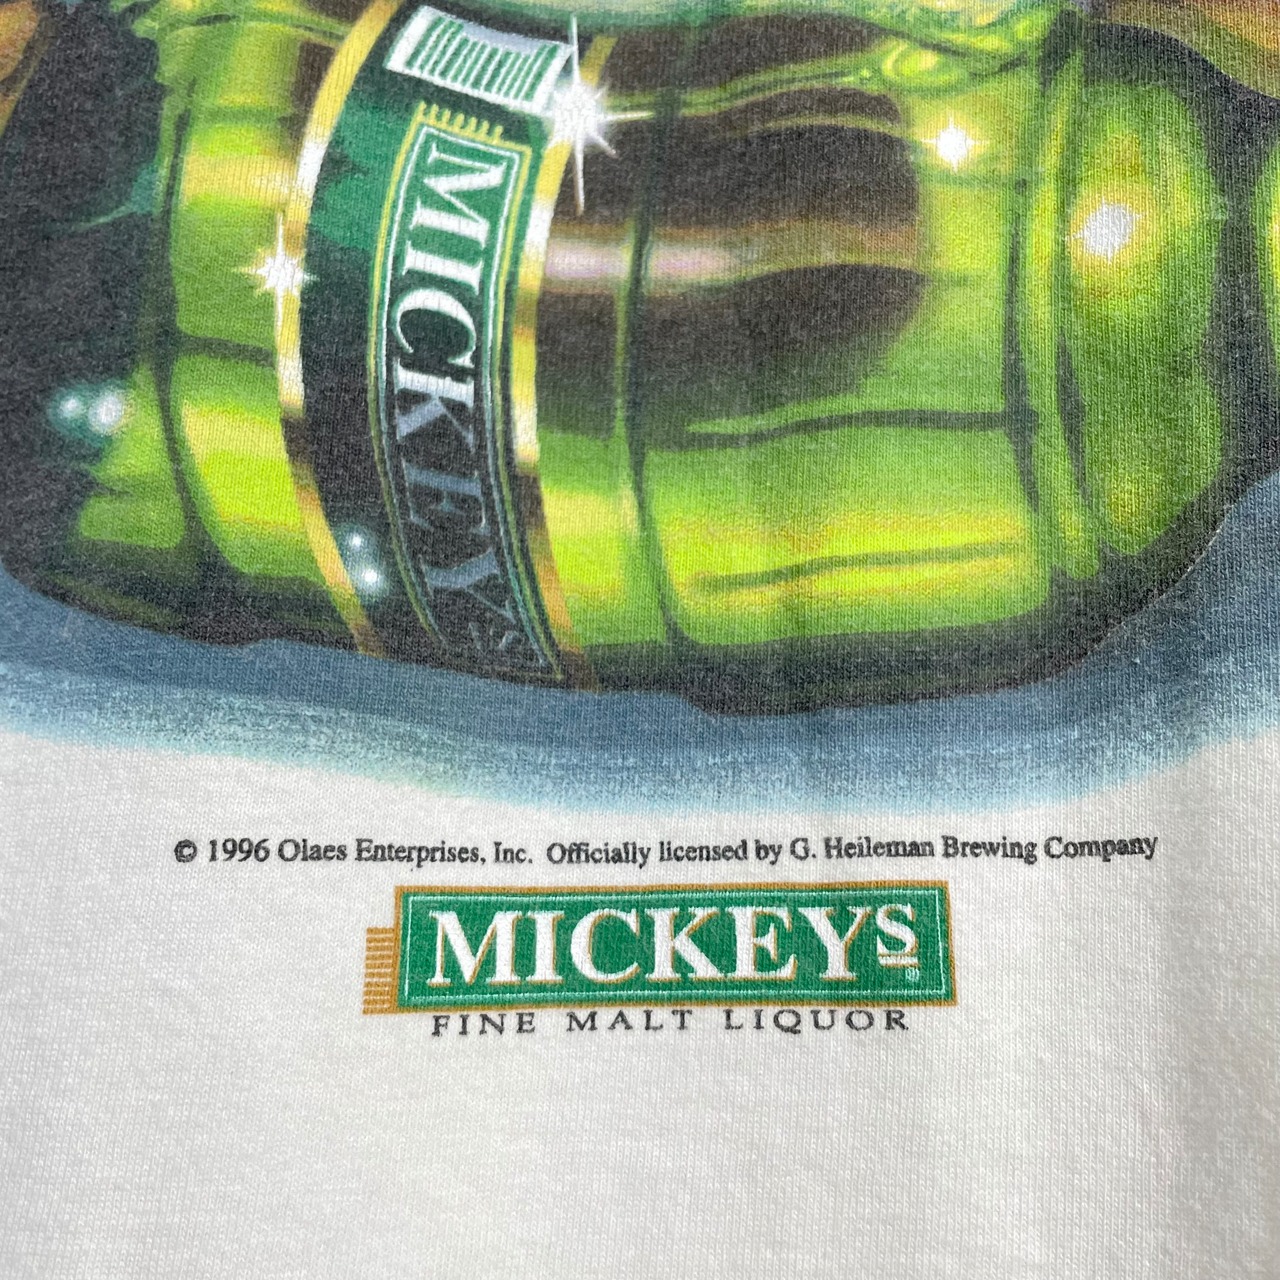 MICKEYS
© 1996 Olaes Enterprises, Inc. Officially licensed by G. Heileman Brewing Company
MICKEYS®
FINE MALT LIQUOR